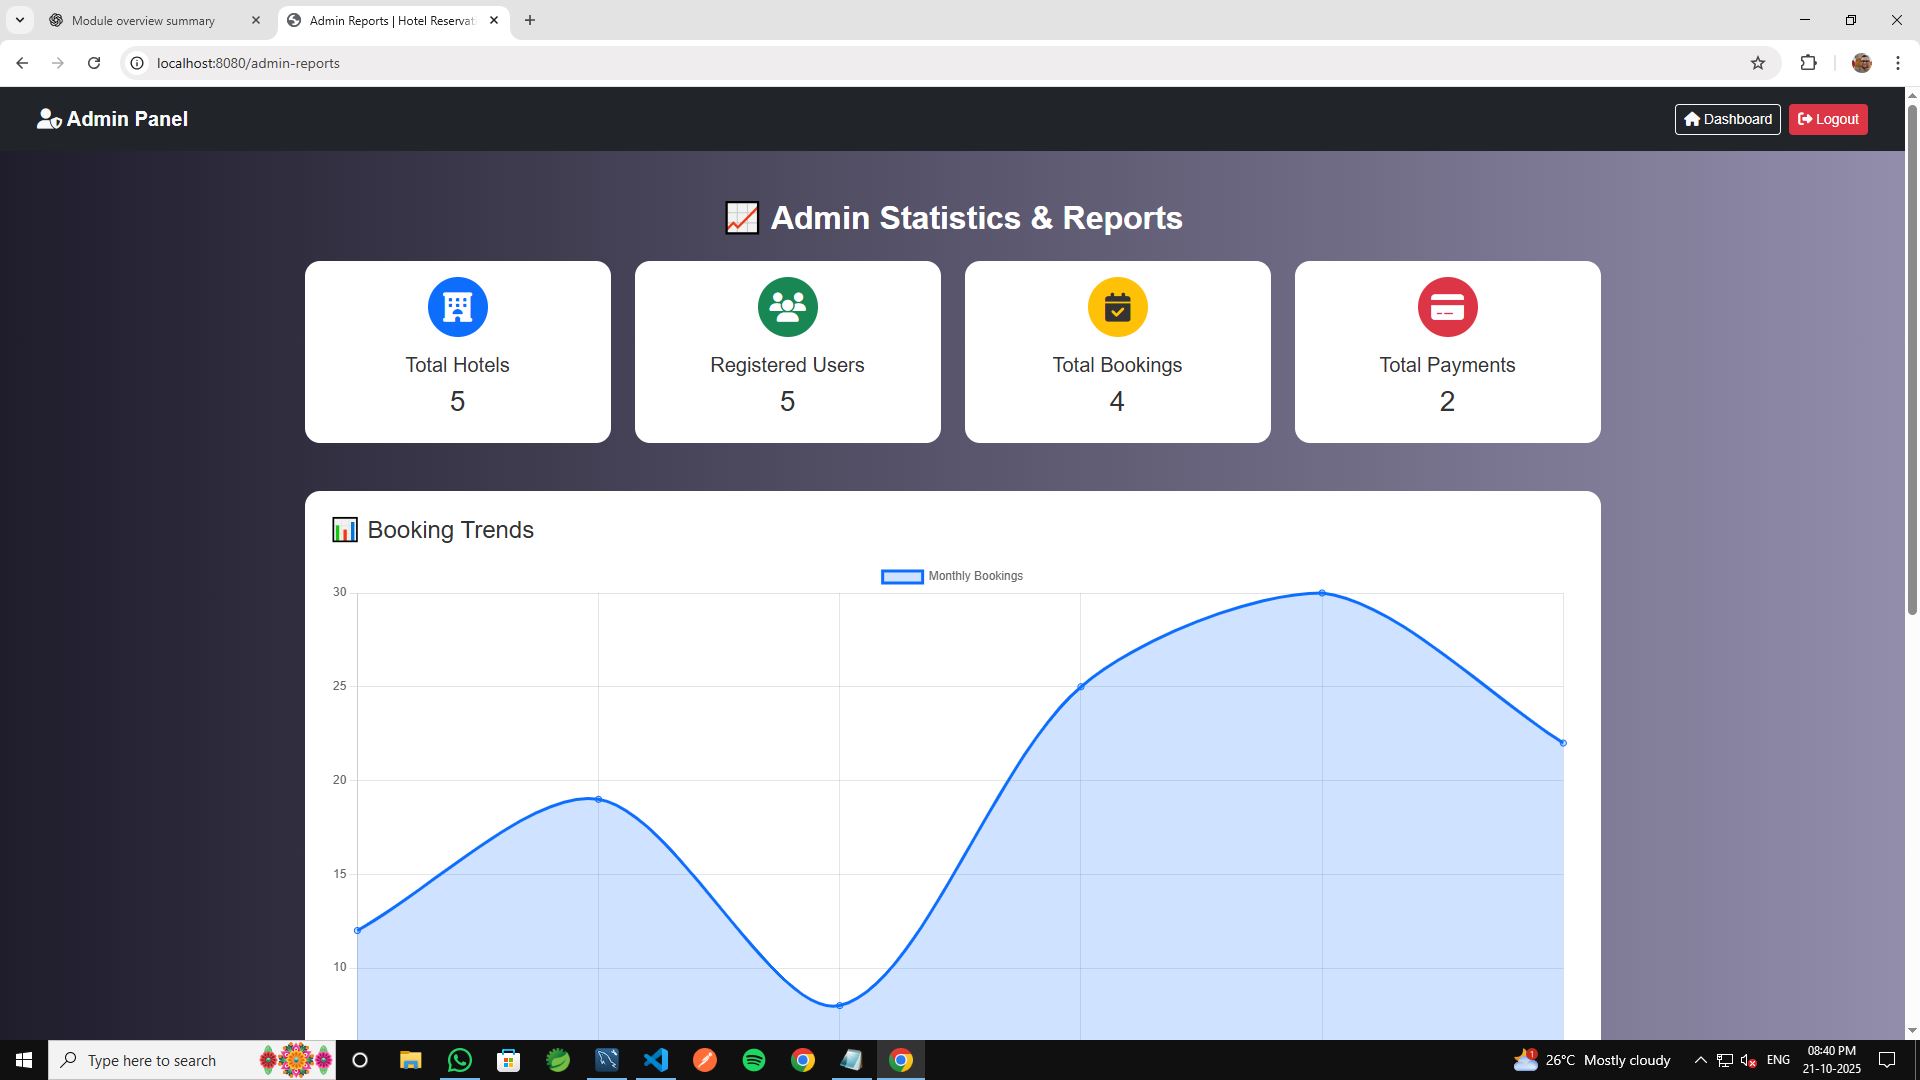 Module overview summary
Admin Reports | Hotel Reservat
localhost:8080/admin-reports
Admin Panel
Dashboard
Logout
Admin Statistics & Reports
Total Hotels
5
Registered Users
5
Total Bookings
4
Total Payments
2
Booking Trends
Monthly Bookings
30
25
20
15
10
Type here to search
1
26°C Mostly cloudy
ENG
08:40 PM
21-10-2025